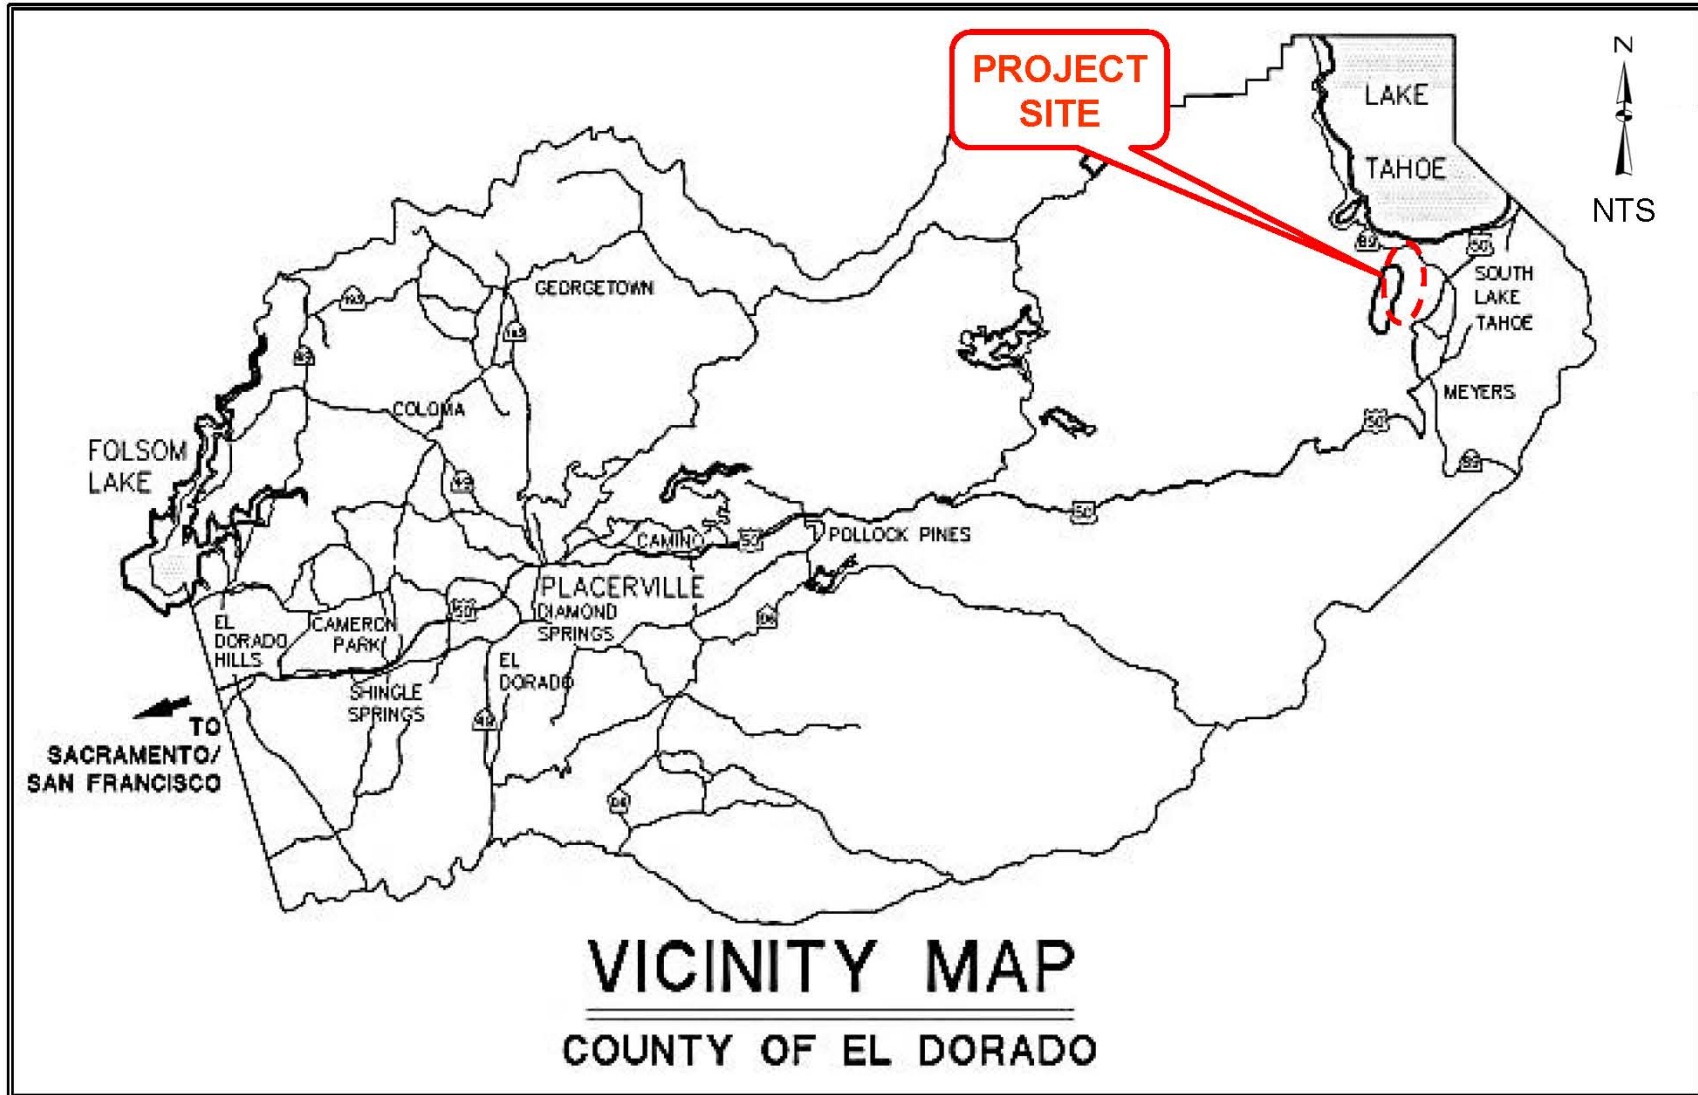 PROJECT
SITE
LAKE
TAHOE
N
NTS
89
50
SOUTH
LAKE
TAHOE
MEYERS
50
89
50
GEORGETOWN
193
193
49
COLOMA
49
FOLSOM
LAKE
CAMINO
50
POLLOCK PINES
PLACERVILLE
DIAMOND
SPRINGS
50
EL
DORADO
HILLS
CAMERON
PARK
EL
DORADO
SHINGLE
SPRINGS
49
TO
SACRAMENTO/
SAN FRANCISCO
VICINITY MAP
COUNTY OF EL DORADO